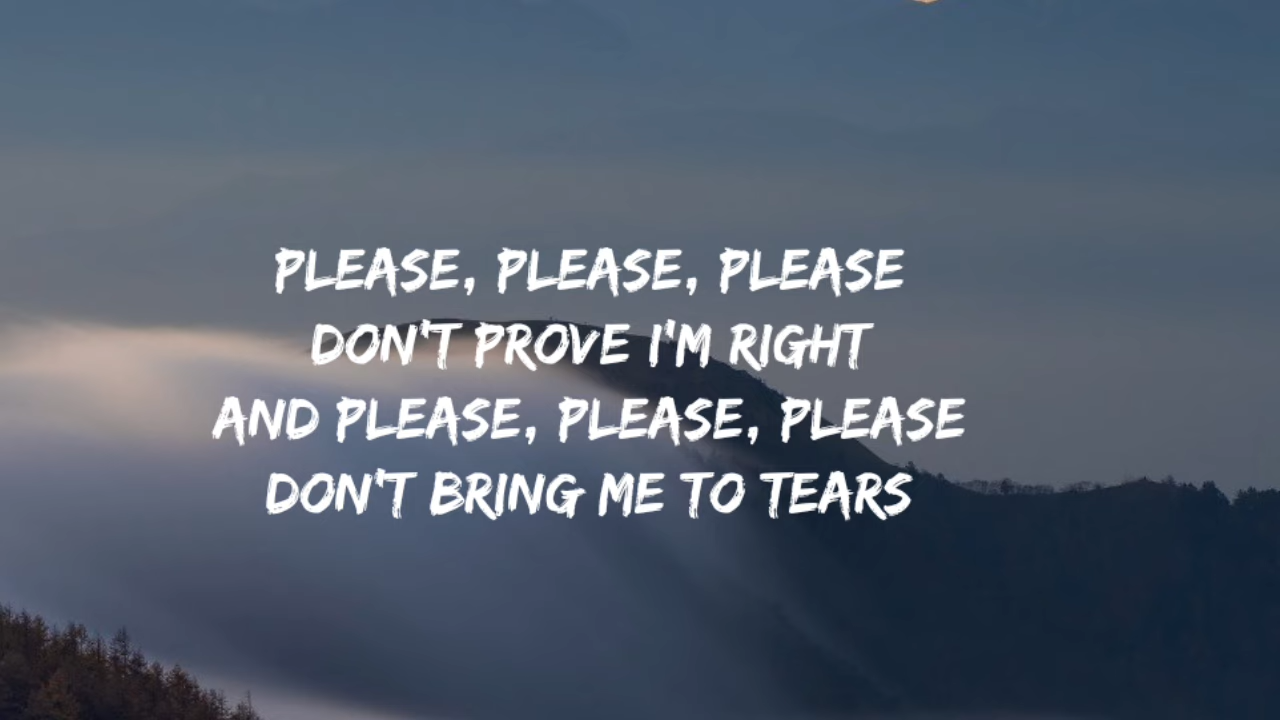 PLEASE, PLEASE, PLEASE
DON'T PROVE I'M RIGHT
AND PLEASE, PLEASE, PLEASE
DON'T BRING ME TO TEARS